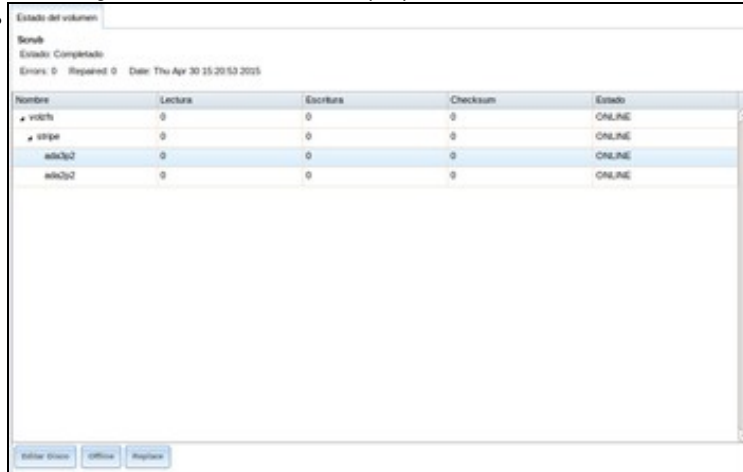 Estado del volumen
Scrub
Estado: Completado
Errors: 0 Repaired: 0 Date: Thu Apr 30 15:20:53 2015
Nombre Lectura Escritura Checksum Estado
volzfs 0 0 0 ONLINE
stripe 0 0 0 ONLINE
ada3p2 0 0 0 ONLINE
ada2p2 0 0 0 ONLINE
Editar Disco Offline Replace